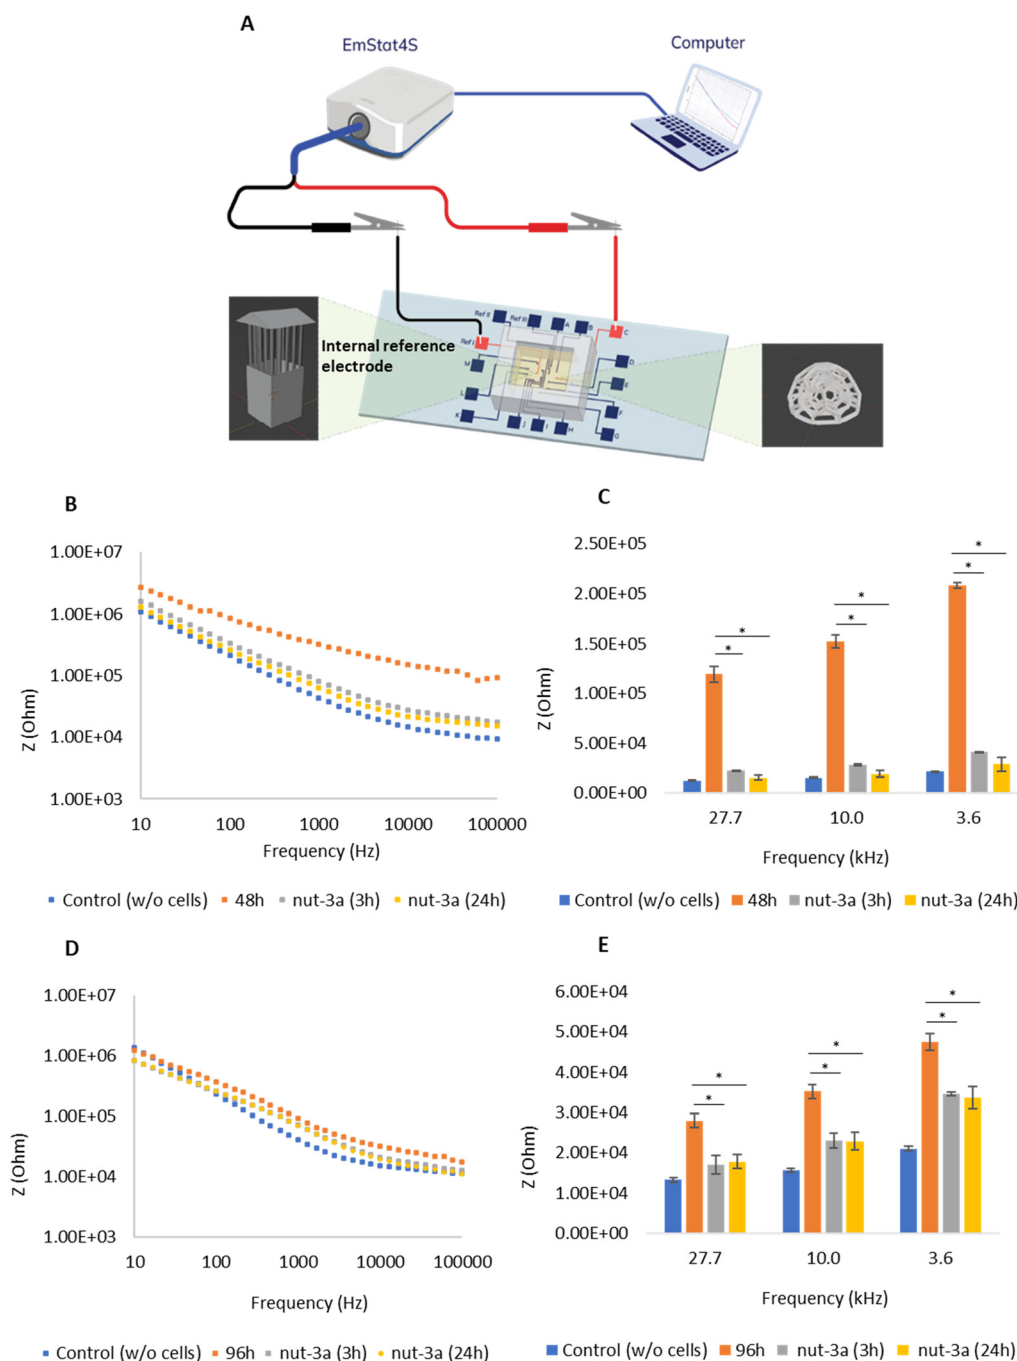 A
EmStat4S
Computer
Ref II
Ref III
A
B
C
Ref I
Internal reference
electrode
M
D
E
L
F
K
J
I
H
G
B
1.00E+07
1.00E+06
1.00E+05
1.00E+04
1.00E+03
Z (Ohm)
10
100
1000
10000
100000
Frequency (Hz)
Control (w/o cells)
48h
nut-3a (3h)
nut-3a (24h)
C
2.50E+05
2.00E+05
1.50E+05
1.00E+05
5.00E+04
0.00E+00
Z (Ohm)
*
*
*
*
*
*
27.7
10.0
3.6
Frequency (kHz)
Control (w/o cells)
48h
nut-3a (3h)
nut-3a (24h)
D
1.00E+07
1.00E+06
1.00E+05
1.00E+04
1.00E+03
Z (Ohm)
10
100
1000
10000
100000
Frequency (Hz)
Control (w/o cells)
96h
nut-3a (3h)
nut-3a (24h)
E
6.00E+04
5.00E+04
4.00E+04
3.00E+04
2.00E+04
1.00E+04
0.00E+00
Z (Ohm)
*
*
*
*
*
*
27.7
10.0
3.6
Frequency (kHz)
Control (w/o cells)
96h
nut-3a (3h)
nut-3a (24h)